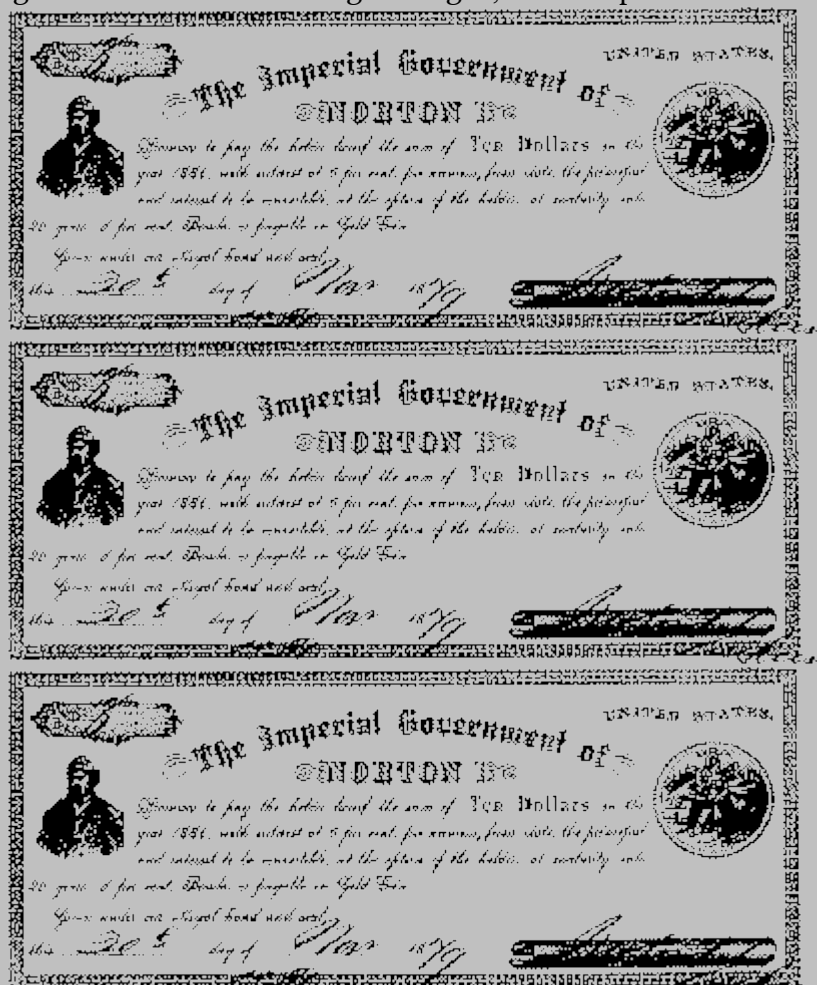 The Imperial Government of
UNITED STATES.
NORTON I
Promises to pay the holder hereof the sum of Ten Dollars in the
year 1886, with interest at 5 per cent. per annum, from date, the principal
and interest to be convertible, at the option of the holder, at maturity into
20 years 5 per cent. Bonds, or payable in Gold Coin
Given under our Royal hand and seal
this 20 day of Mar 1879
The Imperial Government of
UNITED STATES.
NORTON I
Promises to pay the holder hereof the sum of Ten Dollars in the
year 1886, with interest at 5 per cent. per annum, from date, the principal
and interest to be convertible, at the option of the holder, at maturity into
20 years 5 per cent. Bonds, or payable in Gold Coin
Given under our Royal hand and seal
this 20 day of Mar 1879
The Imperial Government of
UNITED STATES.
NORTON I
Promises to pay the holder hereof the sum of Ten Dollars in the
year 1886, with interest at 5 per cent. per annum, from date, the principal
and interest to be convertible, at the option of the holder, at maturity into
20 years 5 per cent. Bonds, or payable in Gold Coin
Given under our Royal hand and seal
this 20 day of Mar 1879